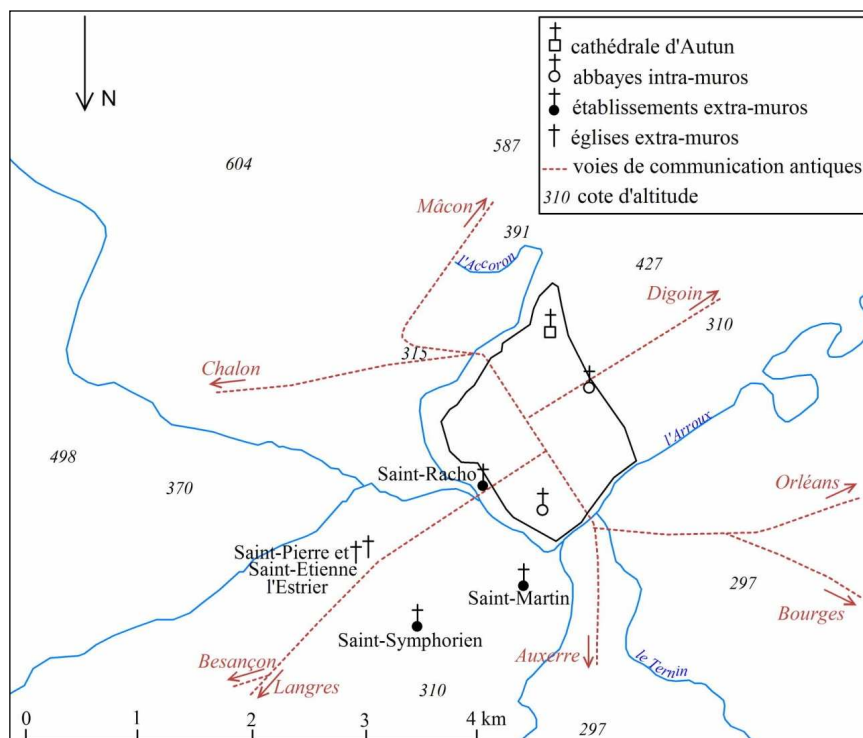 N
cathédrale d'Autun
abbayes intra-muros
établissements extra-muros
églises extra-muros
voies de communication antiques
310 cote d'altitude
587
604
Mâcon
391
l'Accoron
427
Digoin
310
315
Chalon
l'Arroux
498
370
Saint-Racho
Orléans
Saint-Pierre et
Saint-Etienne
l'Estrier
297
Saint-Martin
Bourges
Saint-Symphorien
Besançon
Auxerre
le Ternin
Langres
310
297
0 1 2 3 4 km